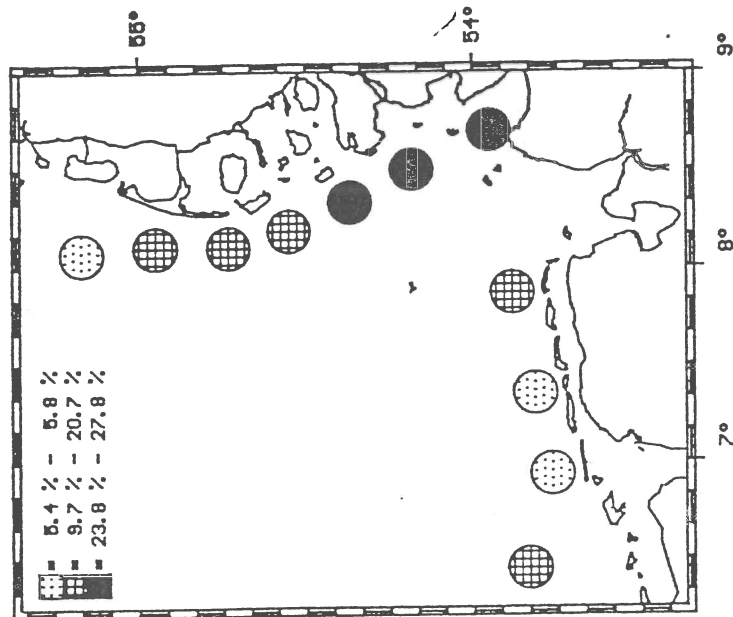 = 5.4 % - 5.8 %
= 9.7 % - 20.7 %
= 23.8 % - 27.8 %
55°
54°
9°
8°
7°